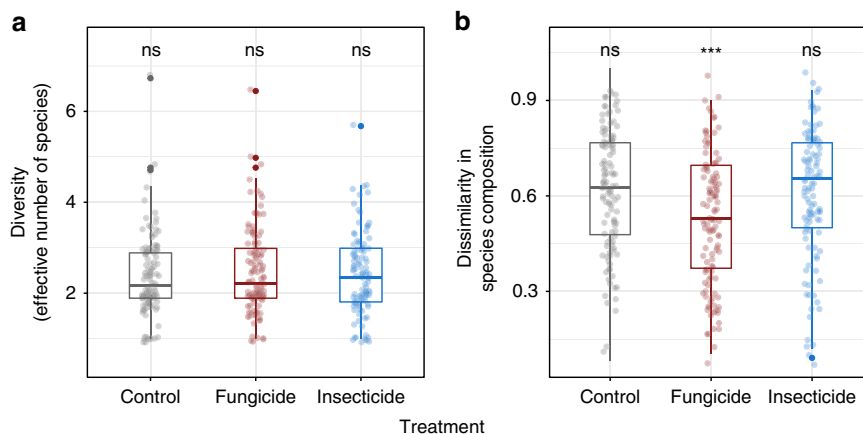 a
ns ns ns
6
4
2
Diversity
(effective number of species)
Control Fungicide Insecticide
b
ns *** ns
0.9
0.6
0.3
Dissimilarity in
species composition
Control Fungicide Insecticide
Treatment